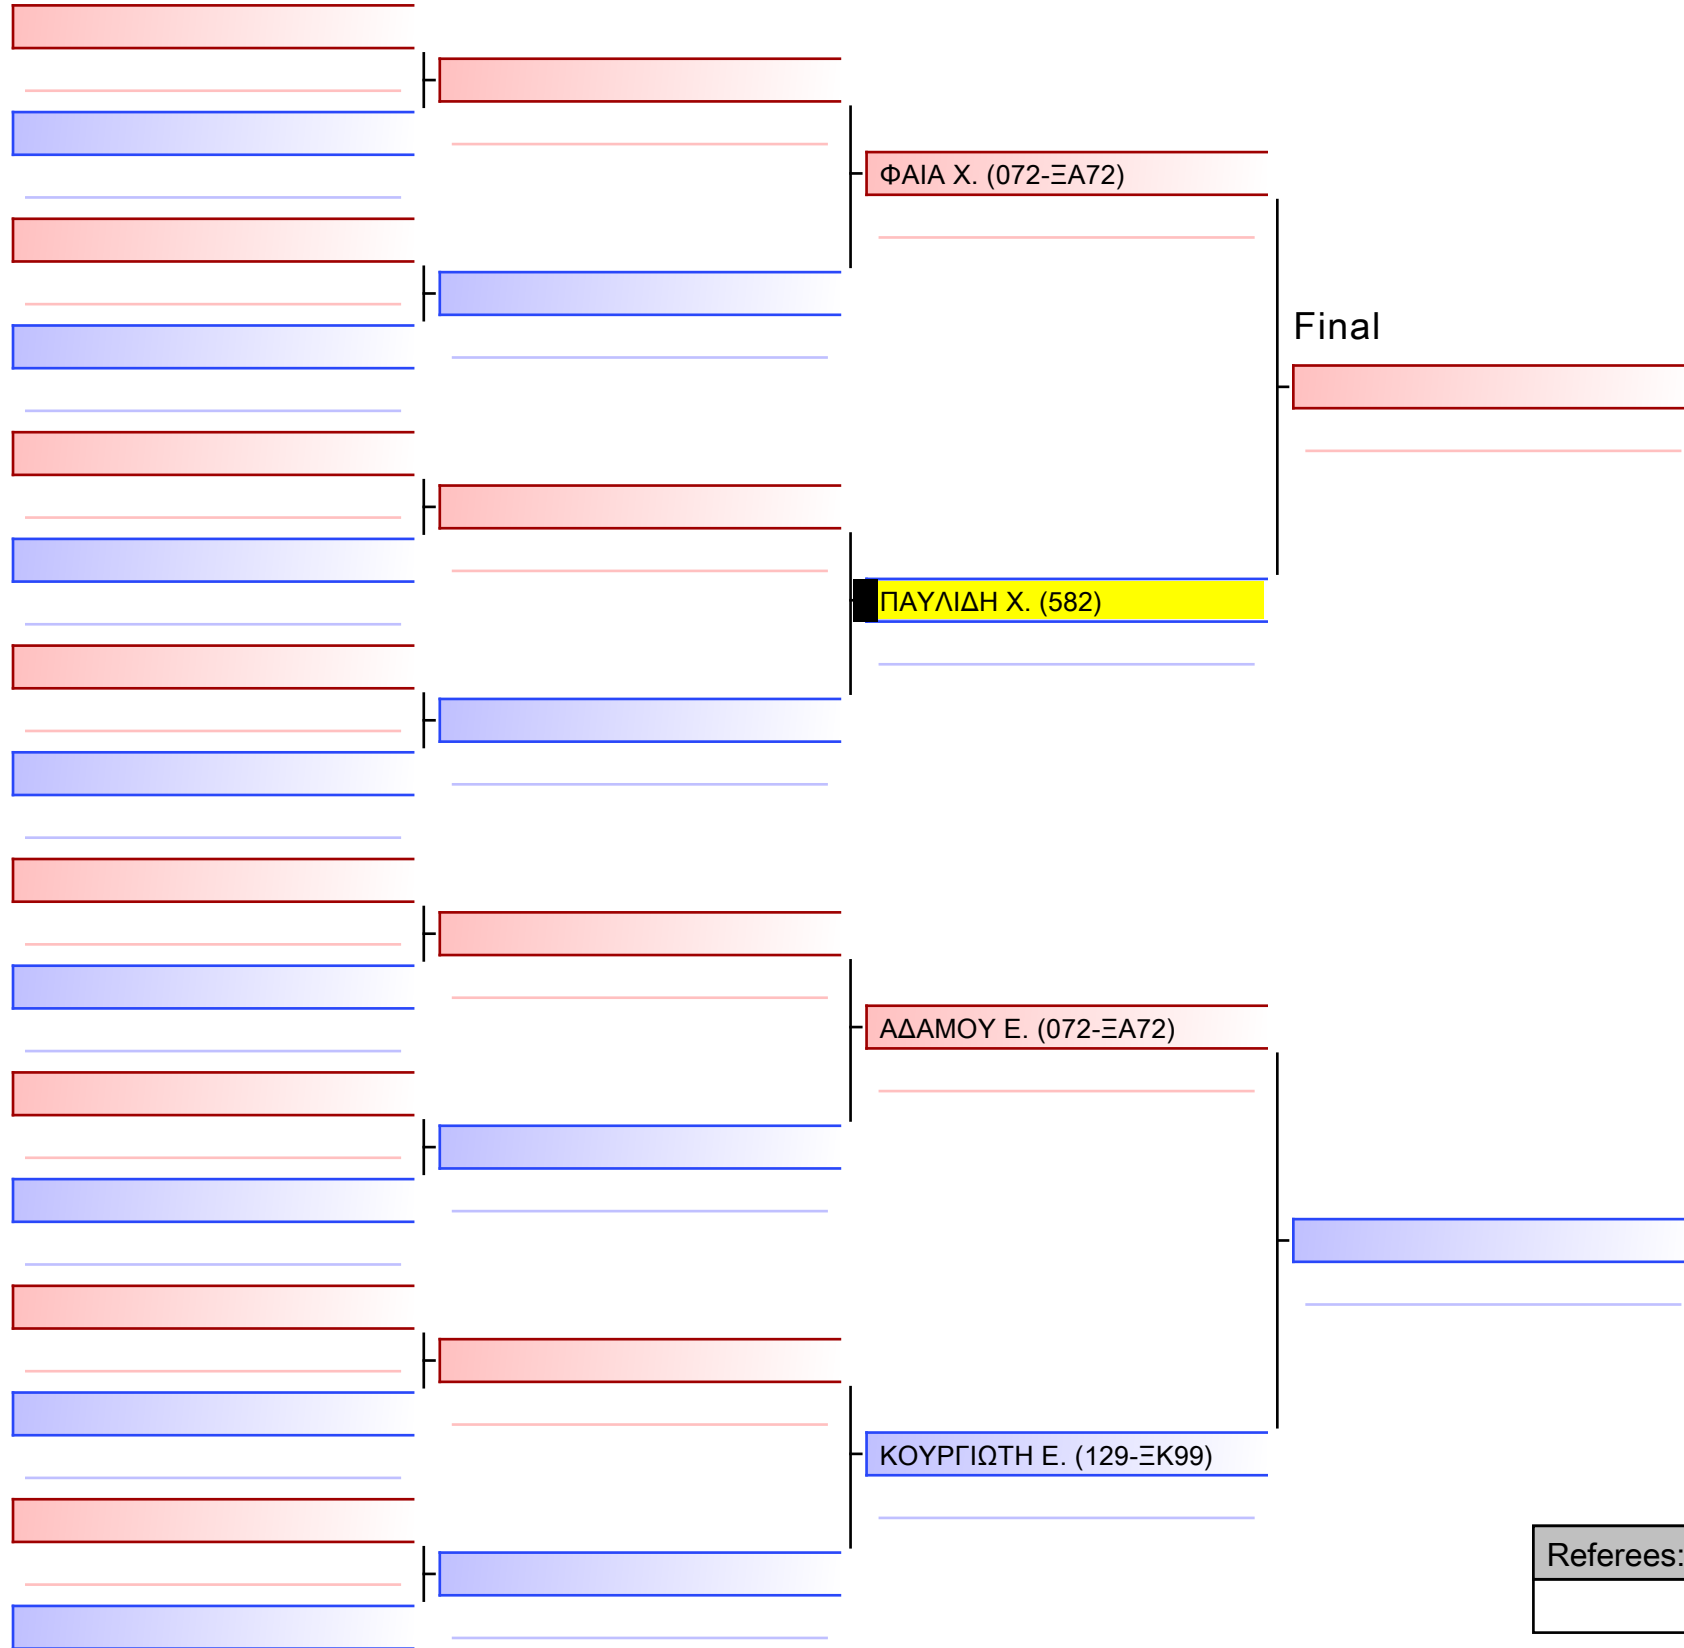 ΦΑΙΑ Χ. (072-ΞΑ72)
Final
ΠΑΥΛΙΔΗ Χ. (582)
ΑΔΑΜΟΥ Ε. (072-ΞΑ72)
ΚΟΥΡΓΙΩΤΗ Ε. (129-ΞΚ99)
Referees: